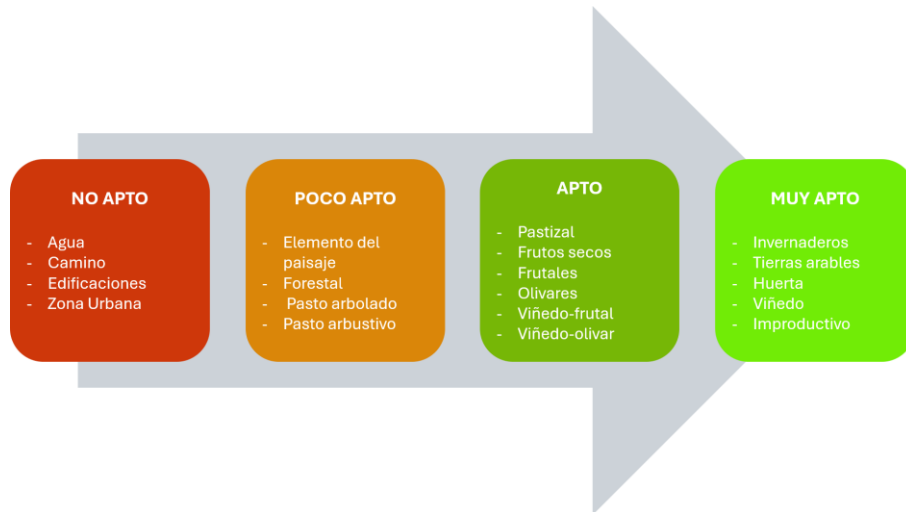 NO APTO
- Agua
- Camino
- Edificaciones
- Zona Urbana
POCO APTO
- Elemento del
paisaje
- Forestal
- Pasto arbolado
- Pasto arbustivo
APTO
- Pastizal
- Frutos secos
- Frutales
- Olivares
- Viñedo-frutal
- Viñedo-olivar
MUY APTO
- Invernaderos
- Tierras arables
- Huerta
- Viñedo
- Improductivo